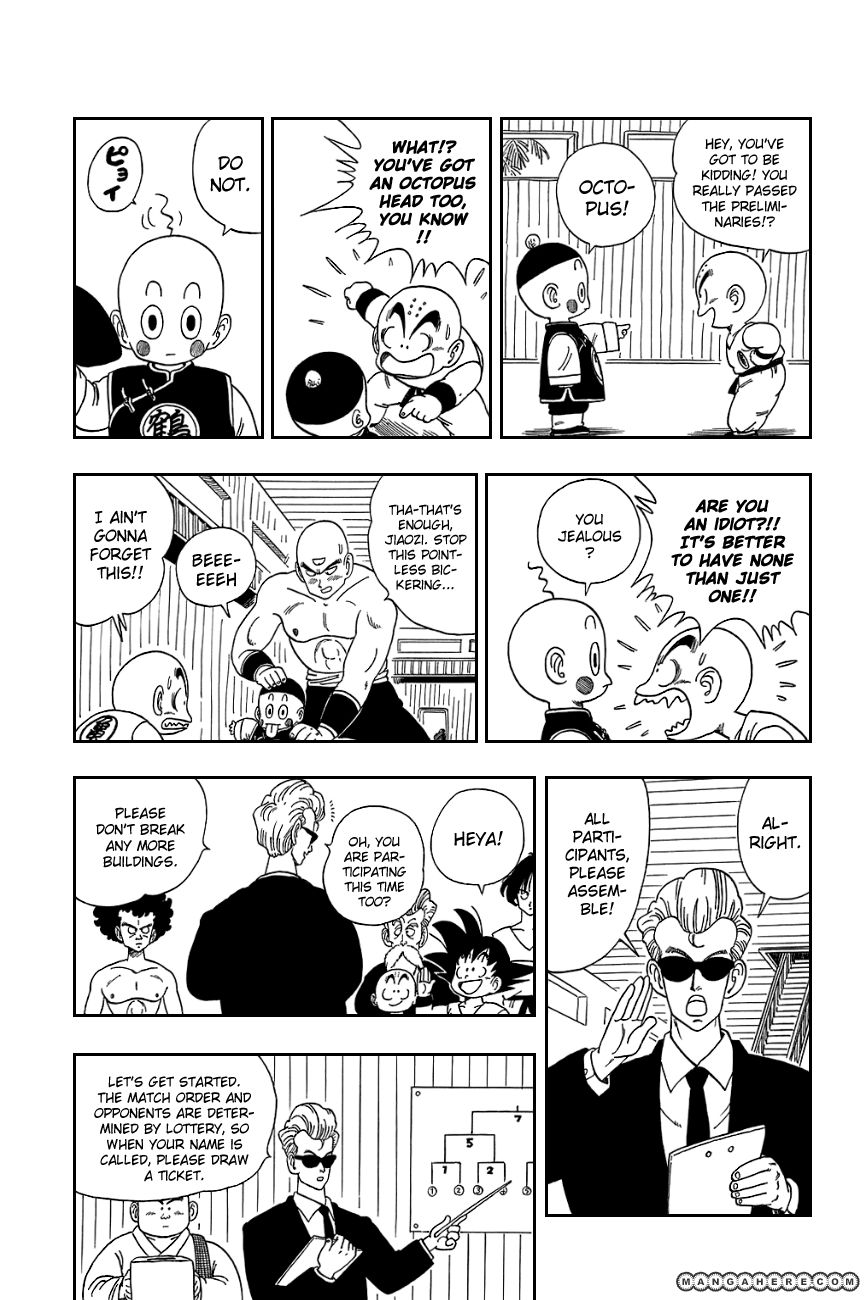 HEY, YOU'VE
GOT TO BE
KIDDING! YOU
REALLY PASSED
THE PRELIMI-
NARIES!?
OCTO-
PUS!
WHAT!?
YOU'VE GOT
AN OCTOPUS
HEAD TOO,
YOU KNOW
!!
DO
NOT.
ピョイ
鶴
ARE YOU
AN IDIOT?!!
IT'S BETTER
TO HAVE NONE
THAN JUST
ONE!!
YOU
JEALOUS
?
THA-THAT'S
ENOUGH,
JIAOZI. STOP
THIS POINT-
LESS BIC-
KERING...
BEEE-
EEEH
I AIN'T
GONNA
FORGET
THIS!!
AL-
RIGHT.
ALL
PARTI-
CIPANTS,
PLEASE
ASSEM-
BLE!
HEYA!
OH, YOU
ARE PAR-
TICIPATING
THIS TIME
TOO?
PLEASE
DON'T BREAK
ANY MORE
BUILDINGS.
LET'S GET STARTED.
THE MATCH ORDER AND
OPPONENTS ARE DETER-
MINED BY LOTTERY, SO
WHEN YOUR NAME IS
CALLED, PLEASE DRAW
A TICKET.
7
5
1 2
① ② ③ ④ ⑤
MANGAHERE.COM